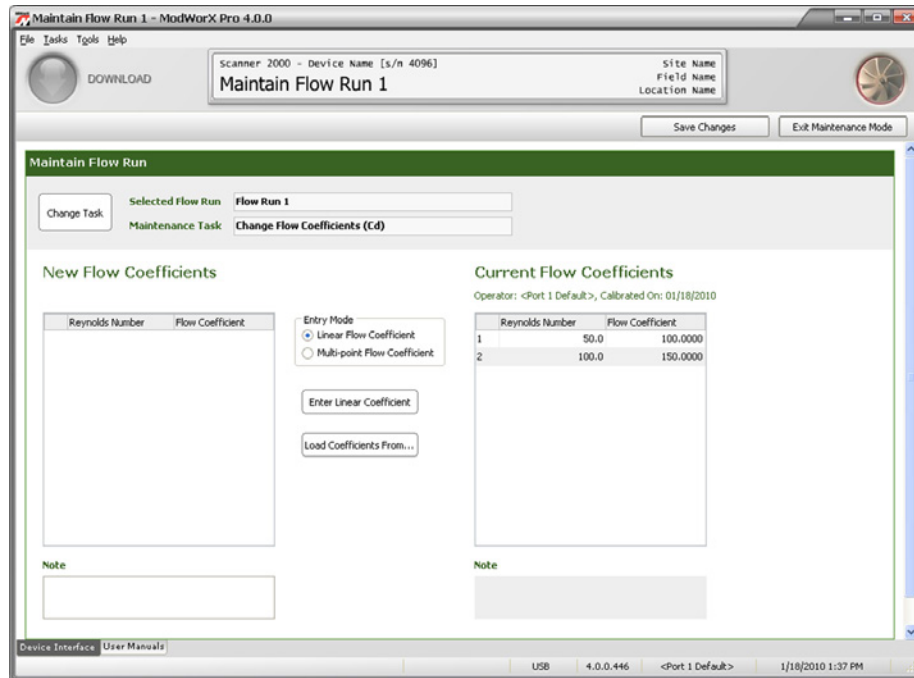 Maintain Flow Run 1 - ModWorX Pro 4.0.0
File Tasks Tools Help
DOWNLOAD
Scanner 2000 - Device Name [s/n 4096]
Maintain Flow Run 1
Site Name
Field Name
Location Name
Save Changes
Exit Maintenance Mode
Maintain Flow Run
Change Task
Selected Flow Run Flow Run 1
Maintenance Task Change Flow Coefficients (Cd)
New Flow Coefficients
Reynolds Number Flow Coefficient
Note
Entry Mode
Linear Flow Coefficient
Multi-point Flow Coefficient
Enter Linear Coefficient
Load Coefficients From...
Current Flow Coefficients
Operator: <Port 1 Default>, Calibrated On: 01/18/2010
Reynolds Number Flow Coefficient
1 50.0 100.0000
2 100.0 150.0000
Note
Device Interface User Manuals
USB 4.0.0.446 <Port 1 Default> 1/18/2010 1:37 PM